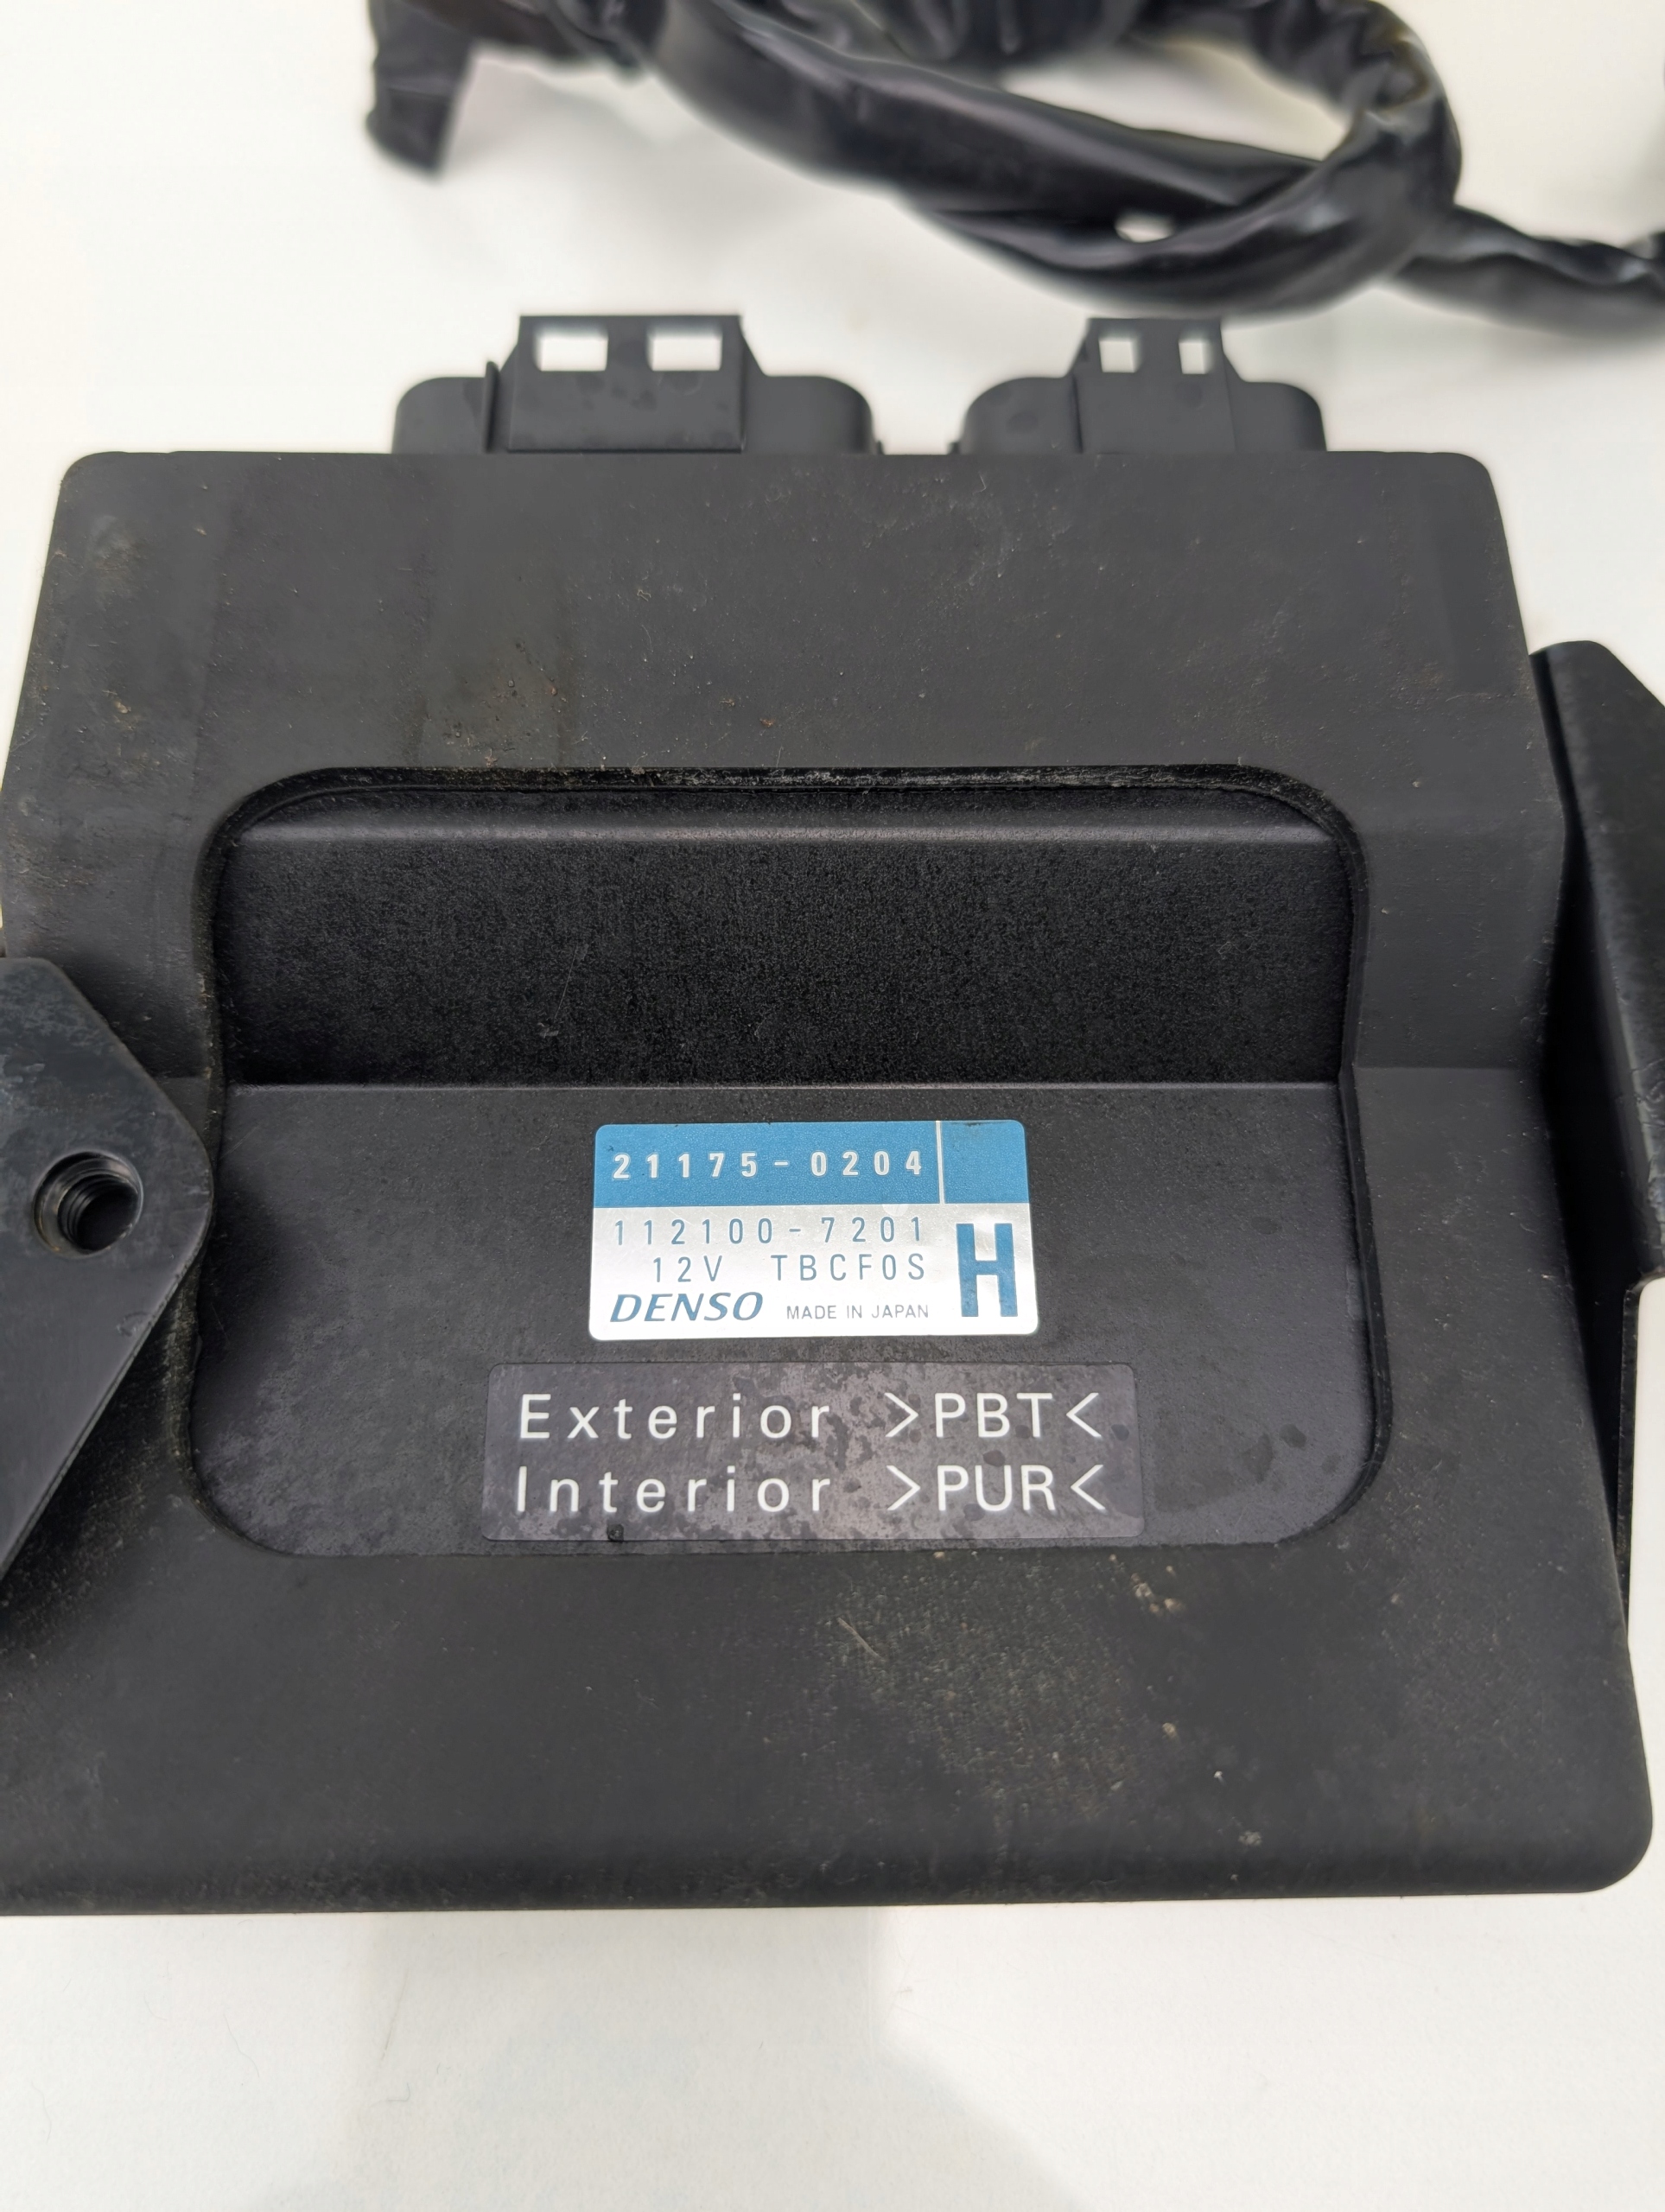 21175-0204
112100-7201
12V TBCF0S
H
DENSO MADE IN JAPAN
Exterior >PBT<
Interior >PUR<